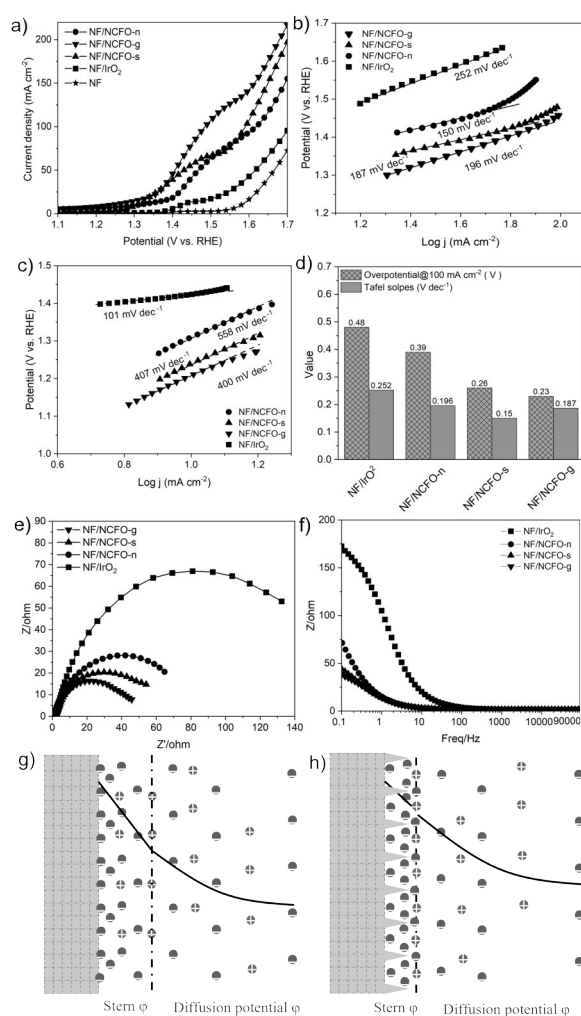 a)
NF/NCFO-n
NF/NCFO-g
NF/NCFO-s
NF/IrO₂
NF
200
150
100
50
0
1.1 1.2 1.3 1.4 1.5 1.6 1.7
Current density (mA cm⁻²)
Potential (V vs. RHE)
b)
NF/NCFO-g
NF/NCFO-s
NF/NCFO-n
NF/IrO₂
252 mV dec⁻¹
150 mV dec⁻¹
187 mV dec⁻¹
196 mV dec⁻¹
1.7
1.6
1.5
1.4
1.3
1.2
1.2 1.4 1.6 1.8 2.0
Potential (V vs. RHE)
Log j (mA cm⁻²)
c)
101 mV dec⁻¹
558 mV dec⁻¹
407 mV dec⁻¹
400 mV dec⁻¹
NF/NCFO-n
NF/NCFO-s
NF/NCFO-g
NF/IrO₂
1.5
1.4
1.3
1.2
1.1
1.0
0.6 0.8 1.0 1.2 1.4
Potential (V vs. RHE)
Log j (mA cm⁻²)
d)
Overpotential@100 mA cm⁻² ( V )
Tafel solpes (V dec⁻¹)
0.7
0.6
0.5
0.4
0.3
0.2
0.1
0.0
Value
0.48
0.252
0.39
0.196
0.26
0.15
0.23
0.187
NF/IrO²
NF/NCFO-n
NF/NCFO-s
NF/NCFO-g
e)
NF/NCFO-g
NF/NCFO-s
NF/NCFO-n
NF/IrO₂
90
80
70
60
50
40
30
20
10
0
0 20 40 60 80 100 120 140
Z/ohm
Z'/ohm
f)
NF/IrO₂
NF/NCFO-n
NF/NCFO-s
NF/NCFO-g
200
150
100
50
0
0.1 1 10 100 1000 10000 90000
Z/ohm
Freq/Hz
g)
Stern φ Diffusion potential φ
h)
Stern φ Diffusion potential φ